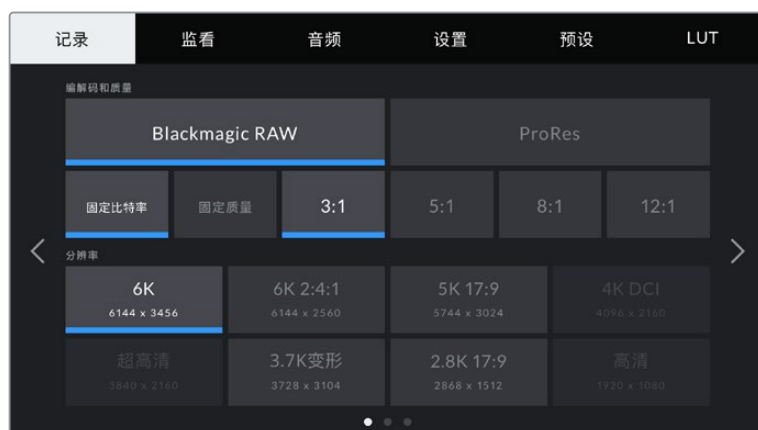 记录 监看 音频 设置 预设 LUT
编解码和质量
Blackmagic RAW ProRes
固定比特率 固定质量 3:1 5:1 8:1 12:1
分辨率
6K 6K 2:4:1 5K 17:9 4K DCI
6144 x 3456 6144 x 2560 5744 x 3024 4096 x 2160
超高清 3.7K变形 2.8K 17:9 高清
3840 x 2160 3728 x 3104 2868 x 1512 1920 x 1080